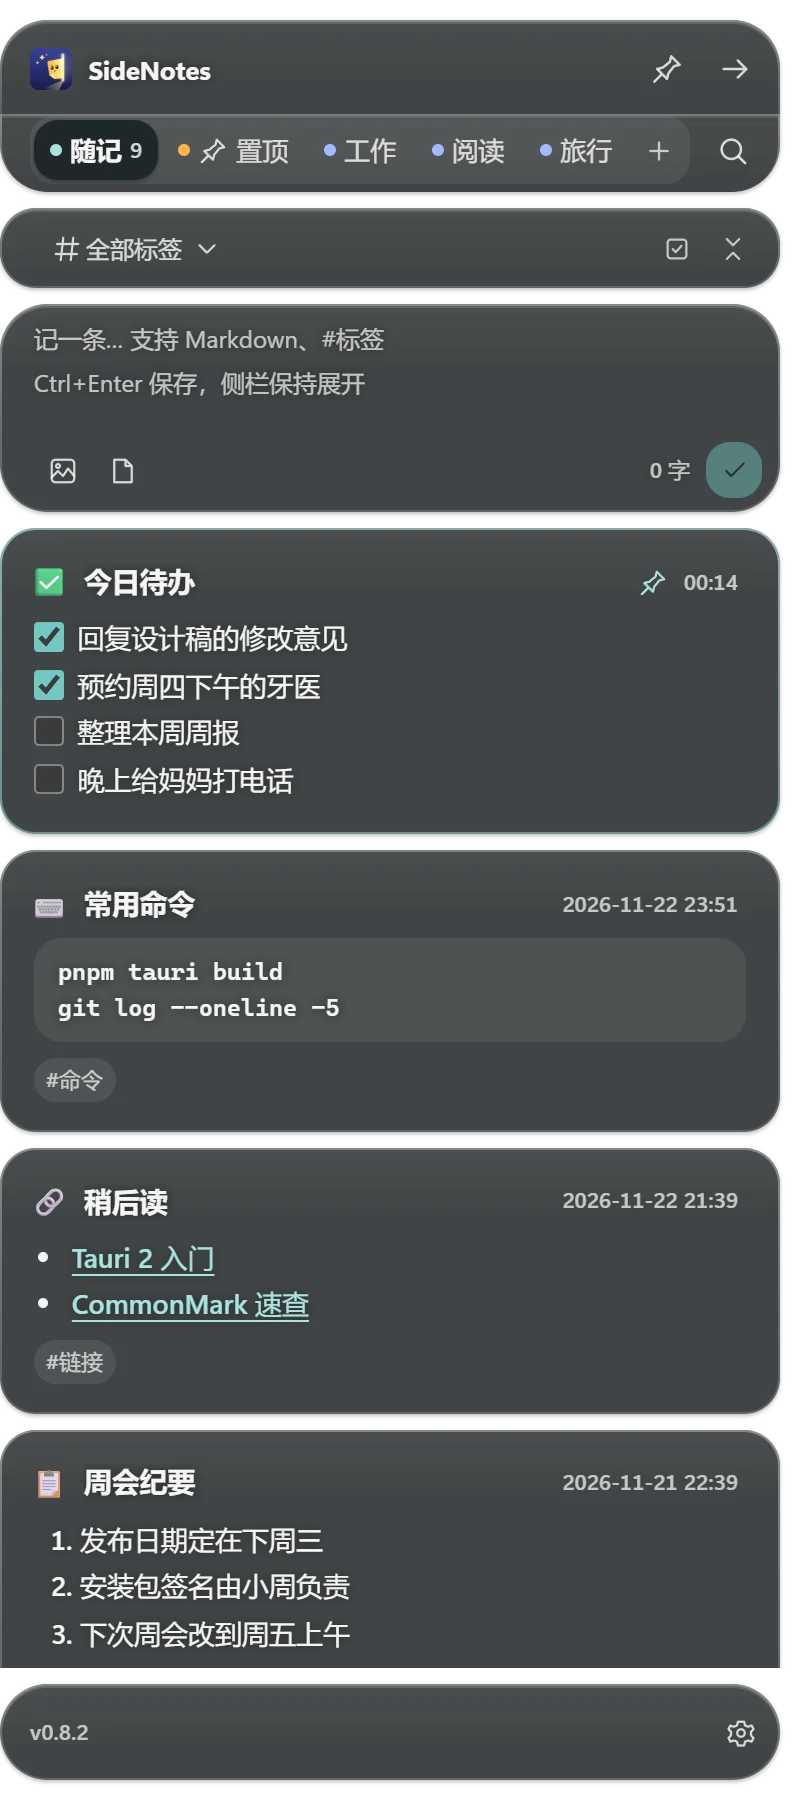 SideNotes
随记 9 置顶 工作 阅读 旅行
全部标签
记一条... 支持 Markdown、#标签
Ctrl+Enter 保存，侧栏保持展开
0 字
今日待办 00:14
回复设计稿的修改意见
预约周四下午的牙医
整理本周周报
晚上给妈妈打电话
常用命令 2026-11-22 23:51
pnpm tauri build
git log --oneline -5
#命令
稍后读 2026-11-22 21:39
Tauri 2 入门
CommonMark 速查
#链接
周会纪要 2026-11-21 22:39
1. 发布日期定在下周三
2. 安装包签名由小周负责
3. 下次周会改到周五上午
v0.8.2